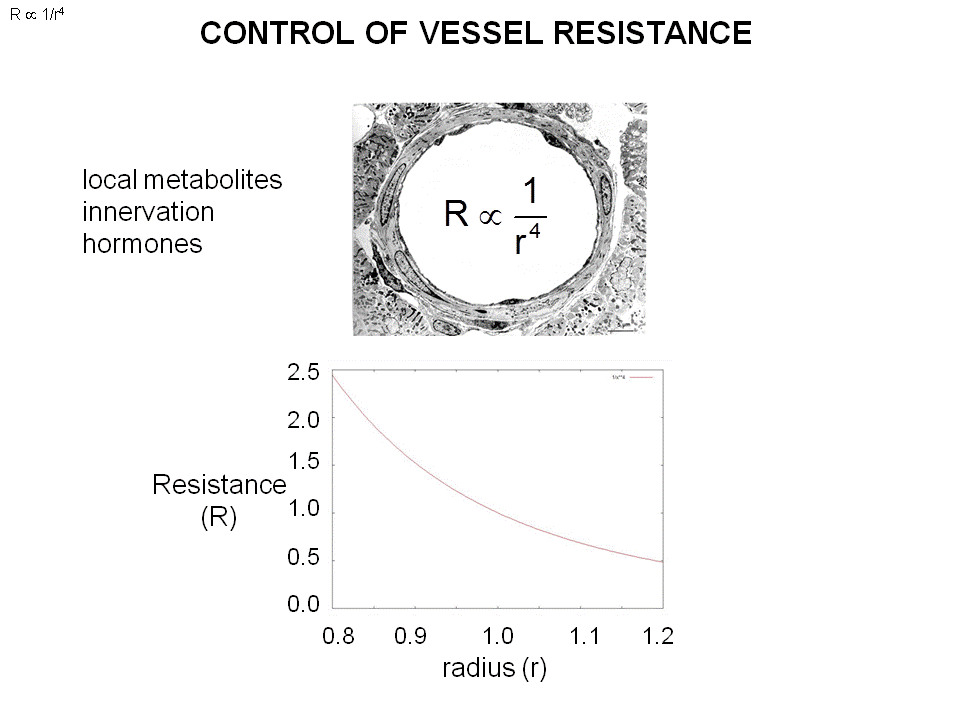 R ∝ 1/r⁴
CONTROL OF VESSEL RESISTANCE
local metabolites
innervation
hormones
R ∝ 1/r⁴
2.5
2.0
1.5
1.0
0.5
0.0
Resistance
(R)
0.8 0.9 1.0 1.1 1.2
radius (r)